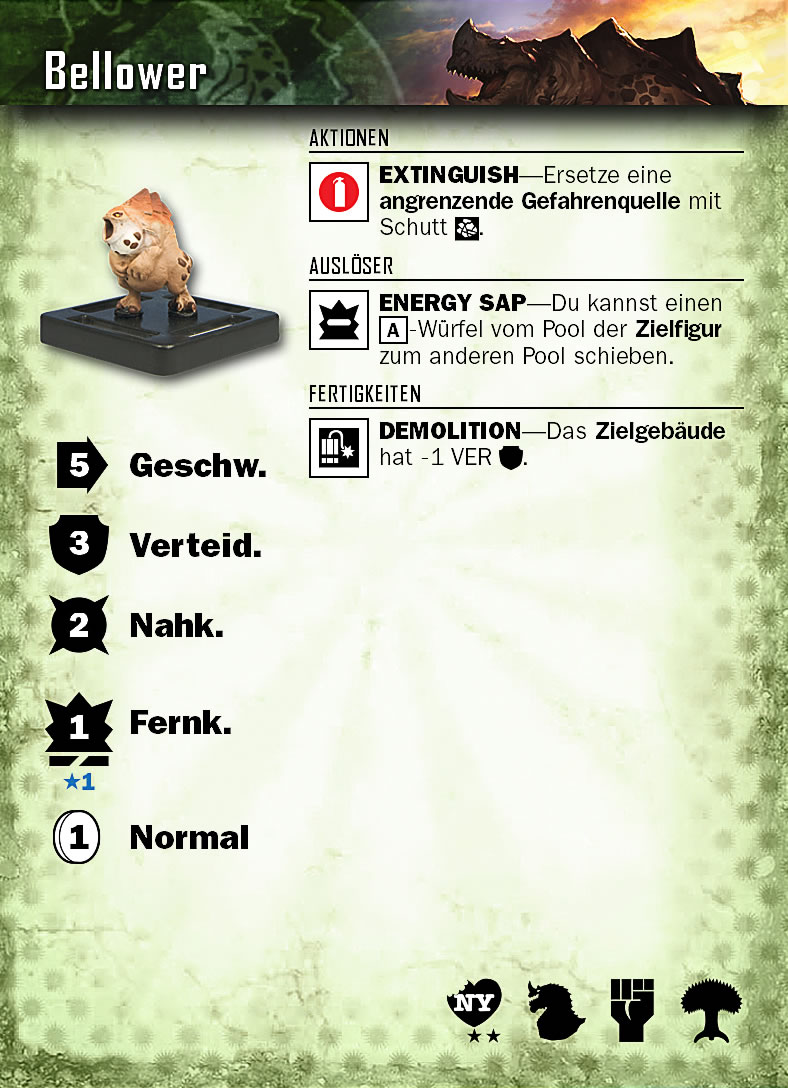 Bellower
AKTIONEN
EXTINGUISH—Ersetze eine
angrenzende Gefahrenquelle mit
Schutt .
AUSLÖSER
ENERGY SAP—Du kannst einen
A-Würfel vom Pool der Zielfigur
zum anderen Pool schieben.
FERTIGKEITEN
DEMOLITION—Das Zielgebäude
hat -1 VER .
5 Geschw.
3 Verteid.
2 Nahk.
1 Fernk.
★1
1 Normal
NY
★★